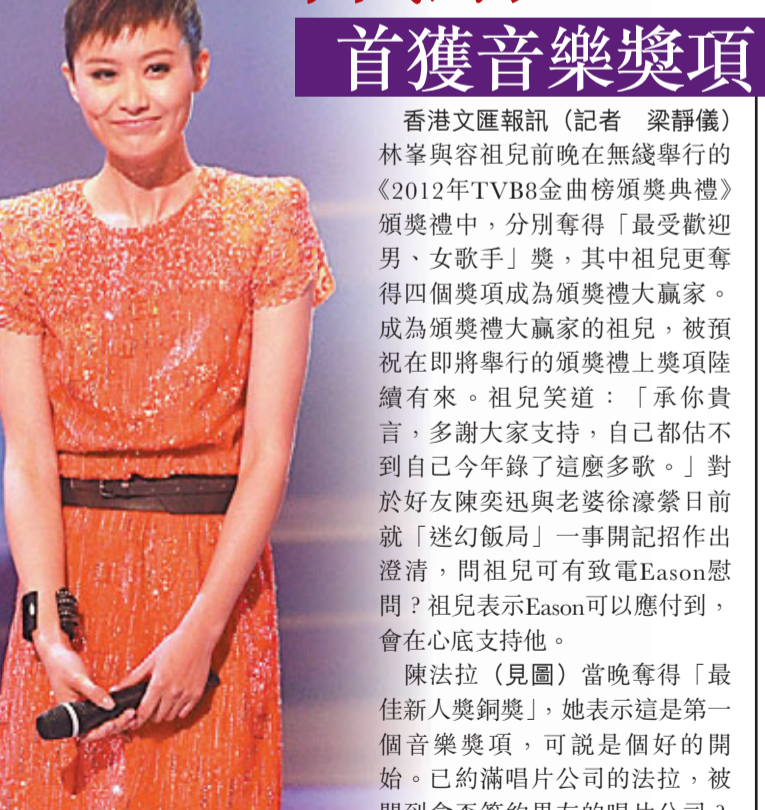 首獲音樂獎項
香港文匯報訊（記者　梁靜儀）
林峯與容祖兒前晚在無綫舉行的
《2012年TVB8金曲榜頒獎典禮》
頒獎禮中，分別奪得「最受歡迎
男、女歌手」獎，其中祖兒更奪
得四個獎項成為頒獎禮大贏家。
成為頒獎禮大贏家的祖兒，被預
祝在即將舉行的頒獎禮上獎項陸
續有來。祖兒笑道：「承你貴
言，多謝大家支持，自己都估不
到自己今年錄了這麼多歌。」對
於好友陳奕迅與老婆徐濠縈日前
就「迷幻飯局」一事開記招作出
澄清，問祖兒可有致電Eason慰
問？祖兒表示Eason可以應付到，
會在心底支持他。
陳法拉（見圖）當晚奪得「最
佳新人獎銅獎」，她表示這是第一
個音樂獎項，可說是個好的開
始。已約滿唱片公司的法拉，被